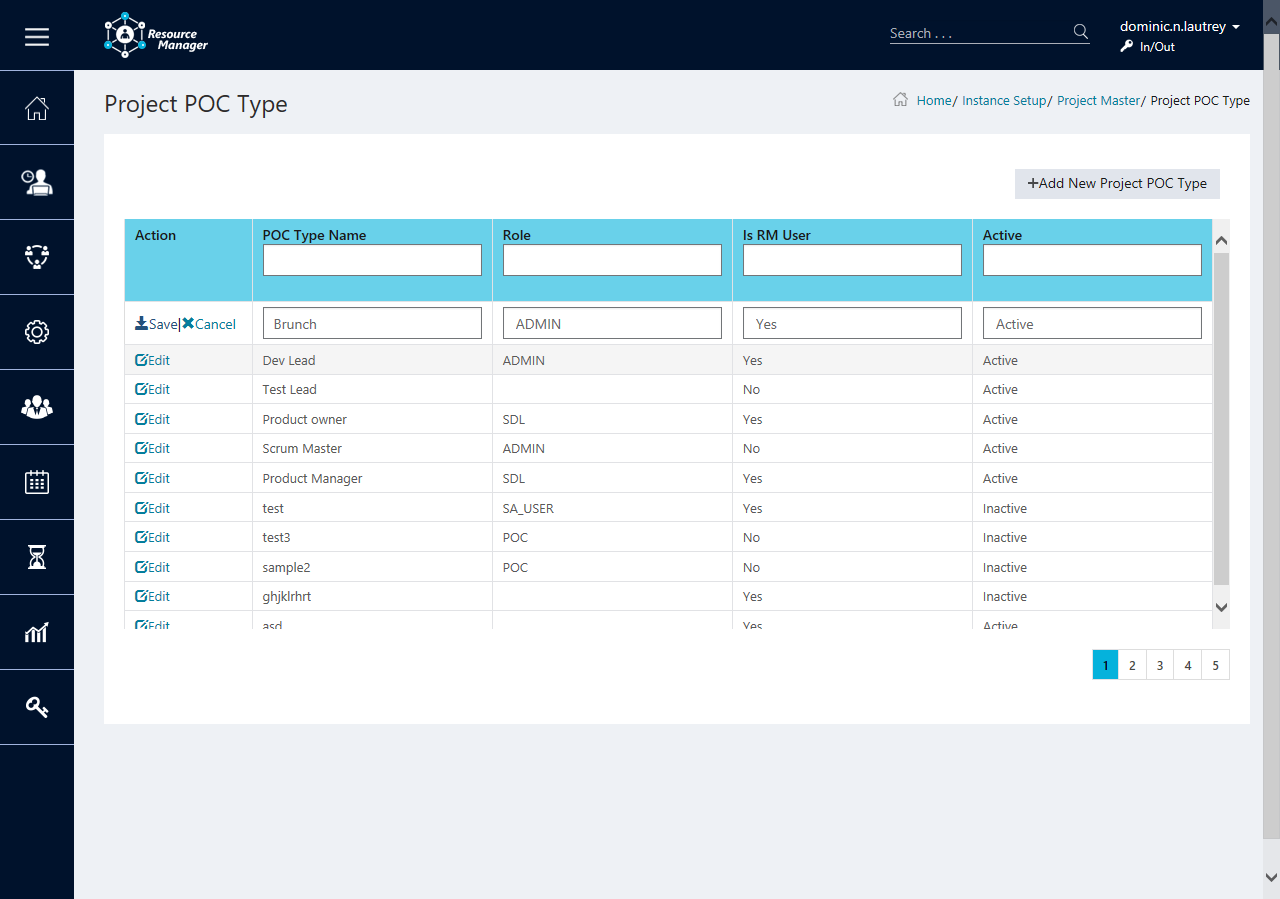 Resource
Manager
Search . . .
dominic.n.lautrey
In/Out
Project POC Type
Home/ Instance Setup/ Project Master/ Project POC Type
+Add New Project POC Type
Action POC Type Name Role Is RM User Active
Save|Cancel Brunch ADMIN Yes Active
Edit Dev Lead ADMIN Yes Active
Edit Test Lead No Active
Edit Product owner SDL Yes Active
Edit Scrum Master ADMIN No Active
Edit Product Manager SDL Yes Active
Edit test SA_USER Yes Inactive
Edit test3 POC No Inactive
Edit sample2 POC No Inactive
Edit ghjklrhrt Yes Inactive
Edit asd Yes Active
1 2 3 4 5